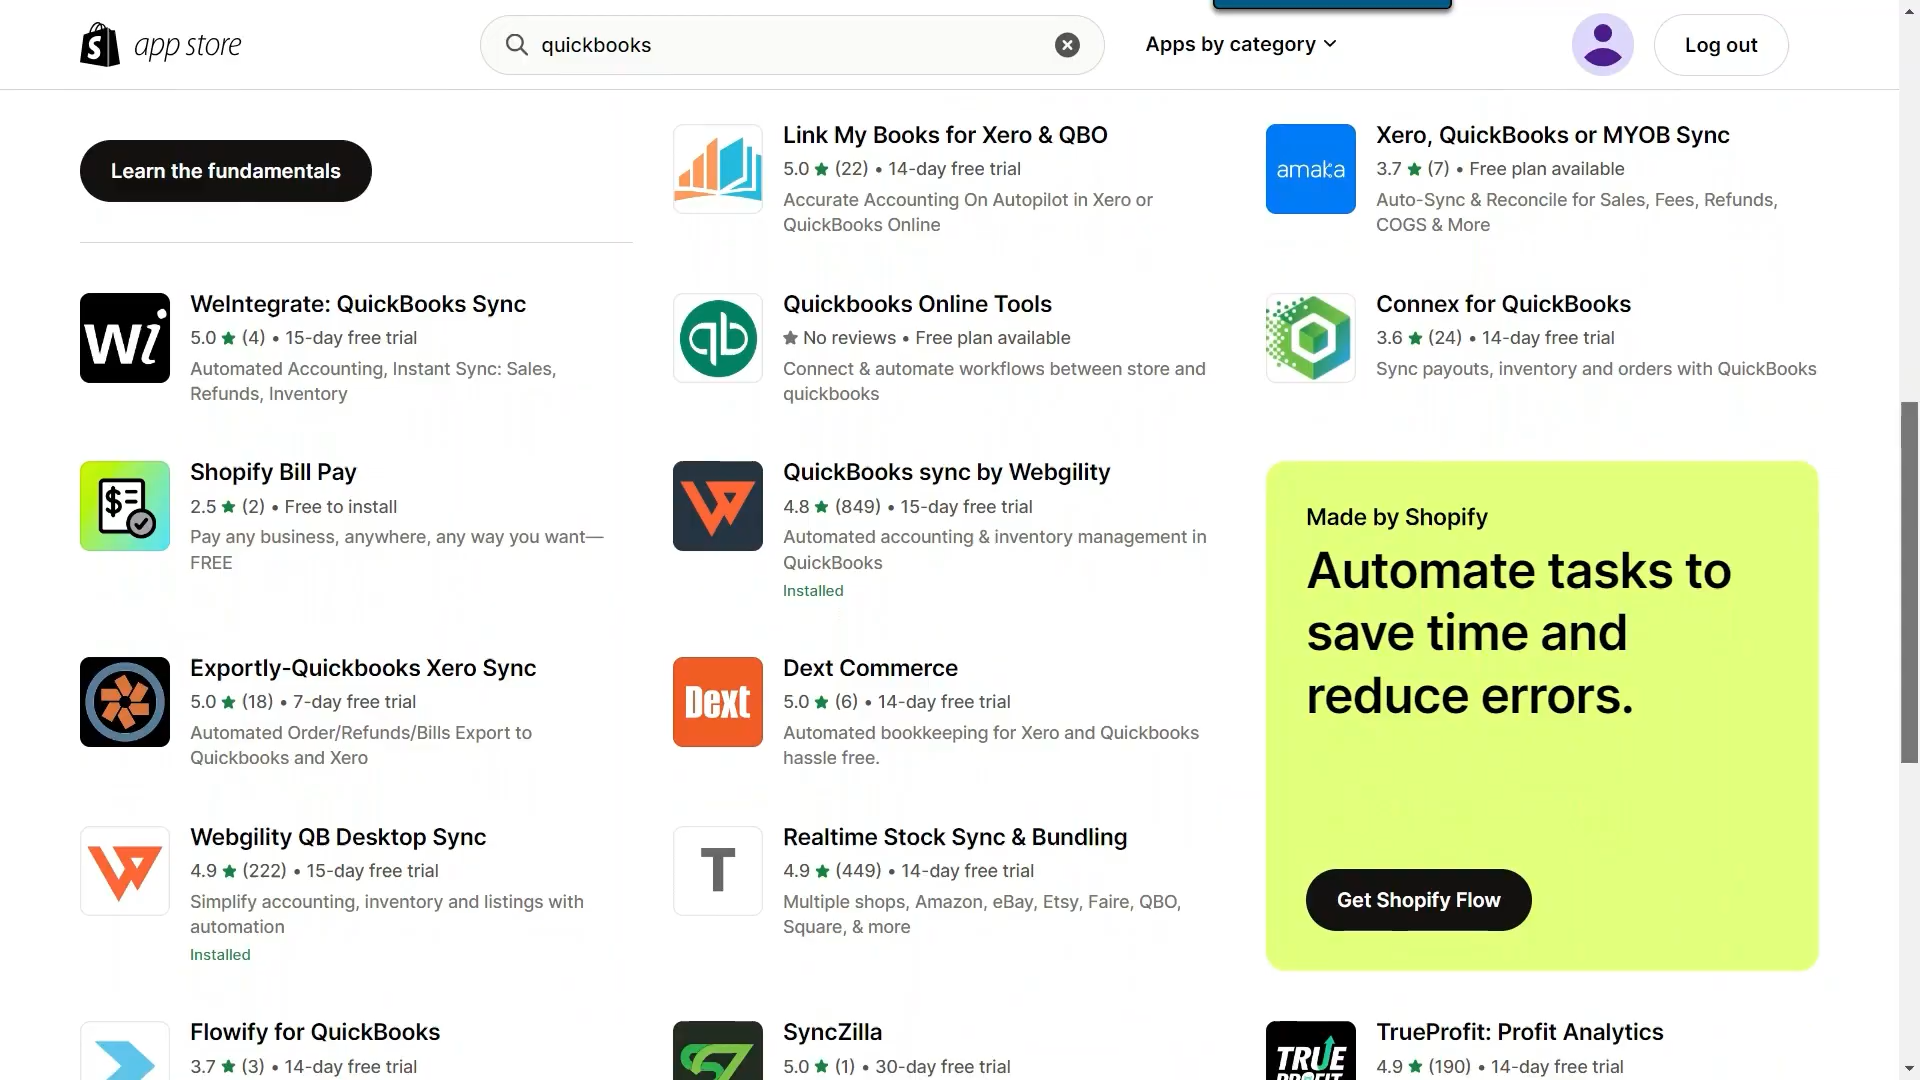 app store
quickbooks
Apps by category
Log out
Learn the fundamentals
Link My Books for Xero & QBO
5.0 ★ (22) • 14-day free trial
Accurate Accounting On Autopilot in Xero or
QuickBooks Online
amaka
Xero, QuickBooks or MYOB Sync
3.7 ★ (7) • Free plan available
Auto-Sync & Reconcile for Sales, Fees, Refunds,
COGS & More
Wi
WeIntegrate: QuickBooks Sync
5.0 ★ (4) • 15-day free trial
Automated Accounting, Instant Sync: Sales,
Refunds, Inventory
qb
Quickbooks Online Tools
★ No reviews • Free plan available
Connect & automate workflows between store and
quickbooks
Connex for QuickBooks
3.6 ★ (24) • 14-day free trial
Sync payouts, inventory and orders with QuickBooks
Shopify Bill Pay
2.5 ★ (2) • Free to install
Pay any business, anywhere, any way you want—
FREE
QuickBooks sync by Webgility
4.8 ★ (849) • 15-day free trial
Automated accounting & inventory management in
QuickBooks
Installed
Made by Shopify
Automate tasks to
save time and
reduce errors.
Get Shopify Flow
Exportly-Quickbooks Xero Sync
5.0 ★ (18) • 7-day free trial
Automated Order/Refunds/Bills Export to
Quickbooks and Xero
Dext
Dext Commerce
5.0 ★ (6) • 14-day free trial
Automated bookkeeping for Xero and Quickbooks
hassle free.
Webgility QB Desktop Sync
4.9 ★ (222) • 15-day free trial
Simplify accounting, inventory and listings with
automation
Installed
T
Realtime Stock Sync & Bundling
4.9 ★ (449) • 14-day free trial
Multiple shops, Amazon, eBay, Etsy, Faire, QBO,
Square, & more
Flowify for QuickBooks
3.7 ★ (3) • 14-day free trial
SyncZilla
5.0 ★ (1) • 30-day free trial
TRUE
PROFIT
TrueProfit: Profit Analytics
4.9 ★ (190) • 14-day free trial